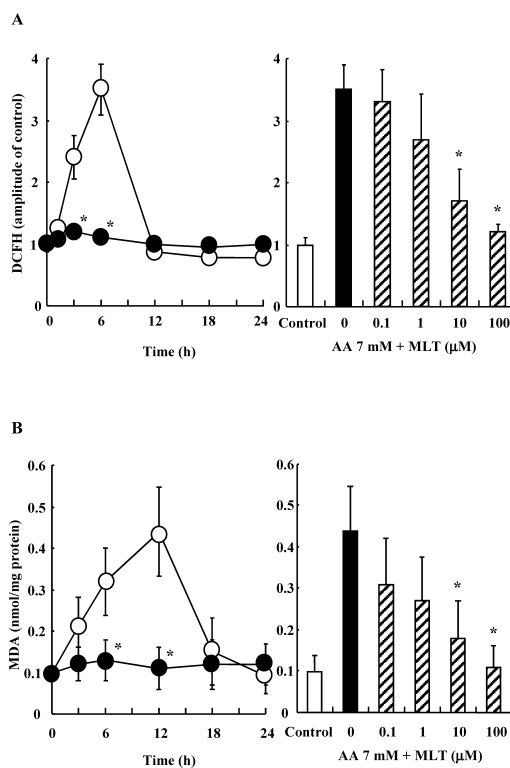 A
4
3
2
1
0
DCFH (amplitude of control)
*
*
0 6 12 18 24
Time (h)
4
3
2
1
0
*
*
Control 0 0.1 1 10 100
AA 7 mM + MLT (μM)
B
0.6
0.5
0.4
0.3
0.2
0.1
0
MDA (nmol/mg protein)
*
*
0 6 12 18 24
Time (h)
0.6
0.5
0.4
0.3
0.2
0.1
0
*
*
Control 0 0.1 1 10 100
AA 7 mM + MLT (μM)